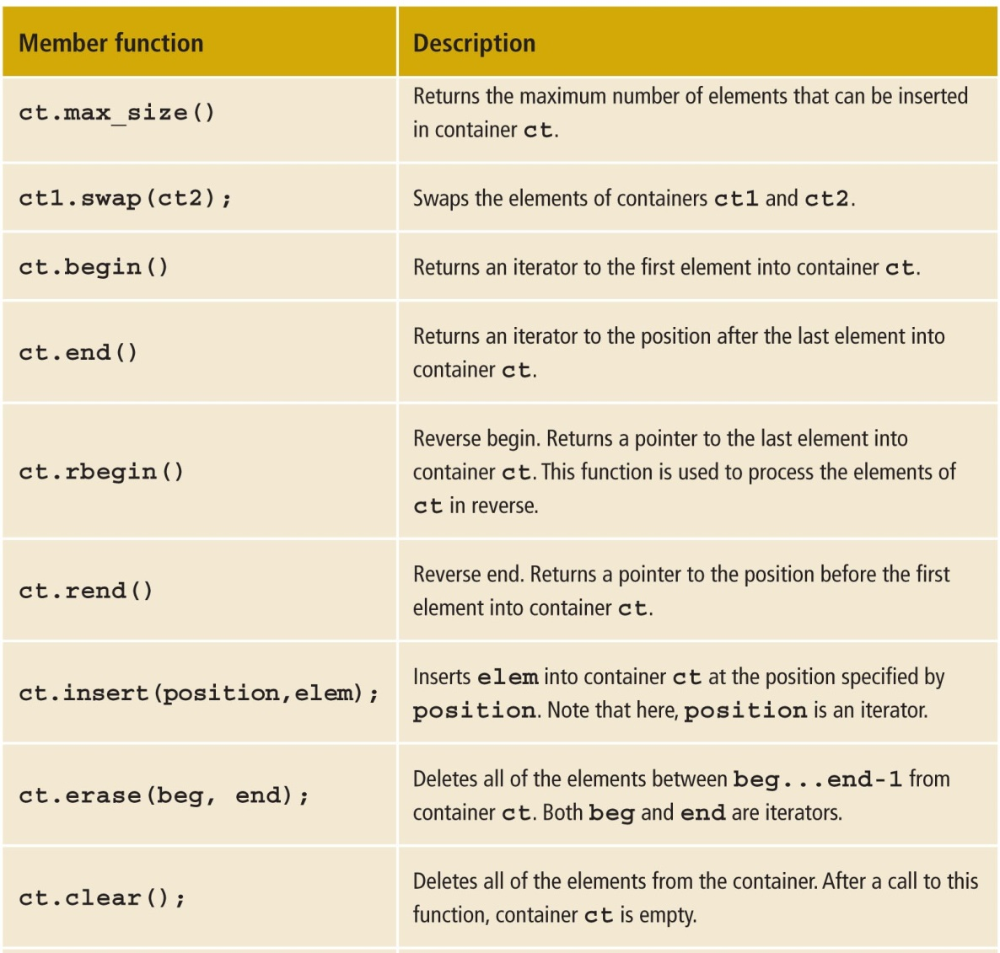 Member function
Description
ct.max_size()
Returns the maximum number of elements that can be inserted
in container ct.
ct1.swap(ct2);
Swaps the elements of containers ct1 and ct2.
ct.begin()
Returns an iterator to the first element into container ct.
ct.end()
Returns an iterator to the position after the last element into
container ct.
ct.rbegin()
Reverse begin. Returns a pointer to the last element into
container ct. This function is used to process the elements of
ct in reverse.
ct.rend()
Reverse end. Returns a pointer to the position before the first
element into container ct.
ct.insert(position,elem);
Inserts elem into container ct at the position specified by
position. Note that here, position is an iterator.
ct.erase(beg, end);
Deletes all of the elements between beg...end-1 from
container ct. Both beg and end are iterators.
ct.clear();
Deletes all of the elements from the container. After a call to this
function, container ct is empty.